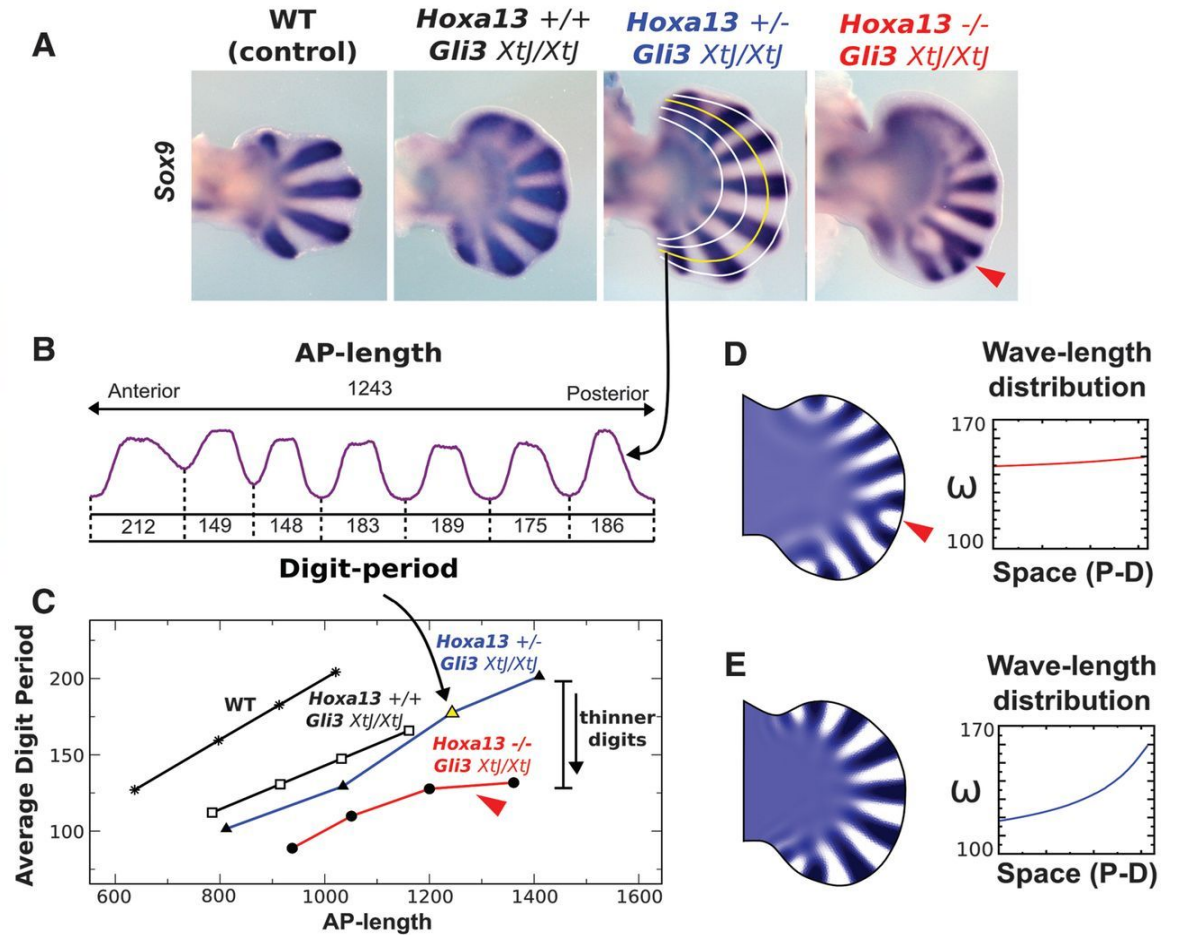 A
WT
(control)
Hoxa13 +/+
Gli3 XtJ/XtJ
Hoxa13 +/-
Gli3 XtJ/XtJ
Hoxa13 -/-
Gli3 XtJ/XtJ
Sox9
B
AP-length
Anterior
1243
Posterior
212 149 148 183 189 175 186
Digit-period
C
Average Digit Period
200
150
100
WT
Hoxa13 +/+
Gli3 XtJ/XtJ
Hoxa13 +/-
Gli3 XtJ/XtJ
Hoxa13 -/-
Gli3 XtJ/XtJ
thinner
digits
600 800 1000 1200 1400 1600
AP-length
D
Wave-length
distribution
170
ω
100
Space (P-D)
E
Wave-length
distribution
170
ω
100
Space (P-D)